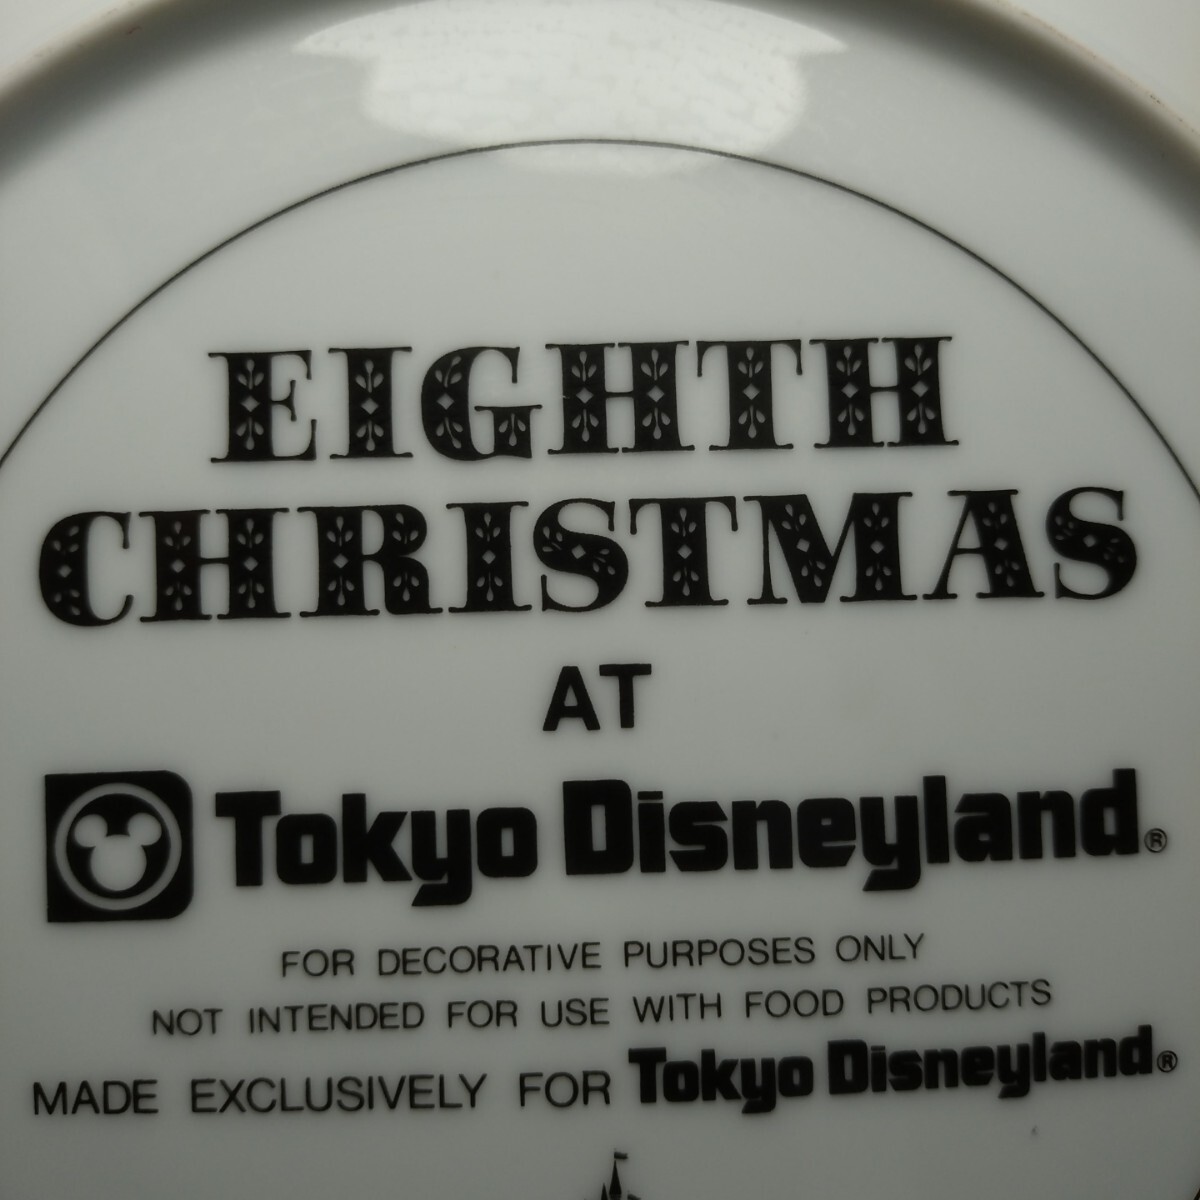 EIGHTH
CHRISTMAS
AT
Tokyo Disneyland®
FOR DECORATIVE PURPOSES ONLY
NOT INTENDED FOR USE WITH FOOD PRODUCTS
MADE EXCLUSIVELY FOR Tokyo Disneyland®